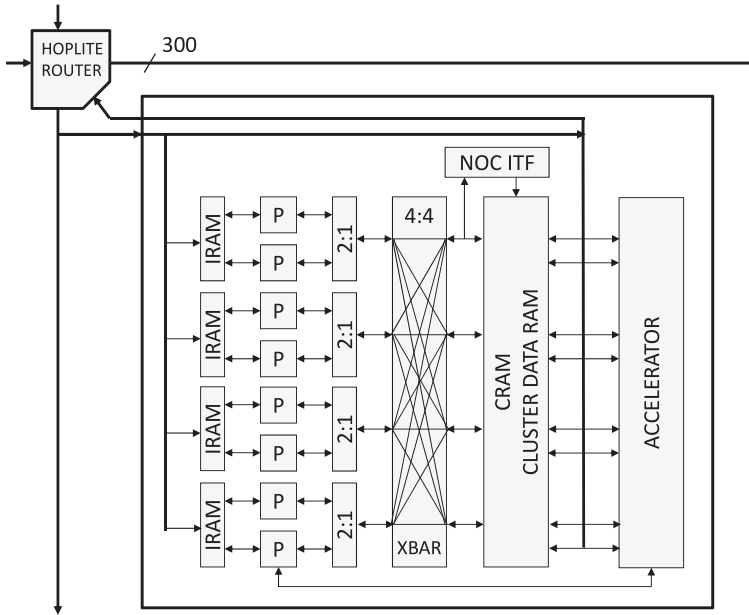 HOPLITE
ROUTER
300
NOC ITF
4:4
IRAM
P
P
2:1
IRAM
P
P
2:1
IRAM
P
P
2:1
IRAM
P
P
2:1
XBAR
CRAM
CLUSTER DATA RAM
ACCELERATOR